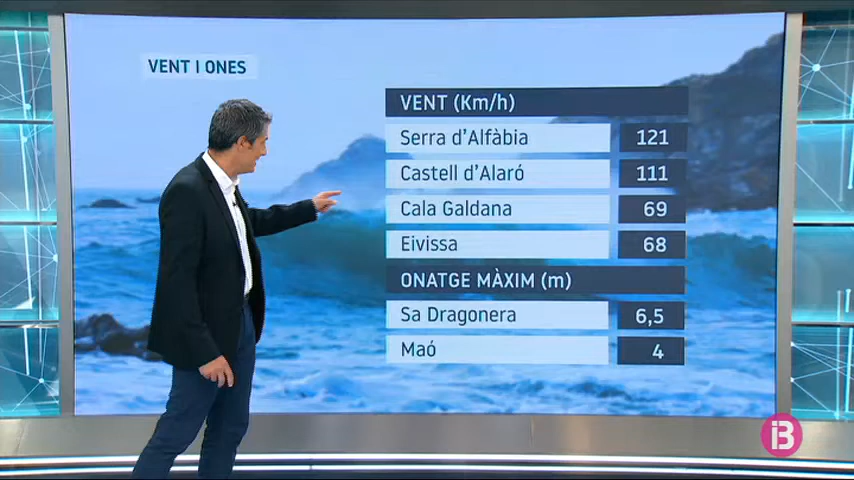 VENT I ONES
VENT (Km/h)
Serra d'Alfàbia 121
Castell d'Alaró 111
Cala Galdana 69
Eivissa 68
ONATGE MÀXIM (m)
Sa Dragonera 6,5
Maó 4
IB